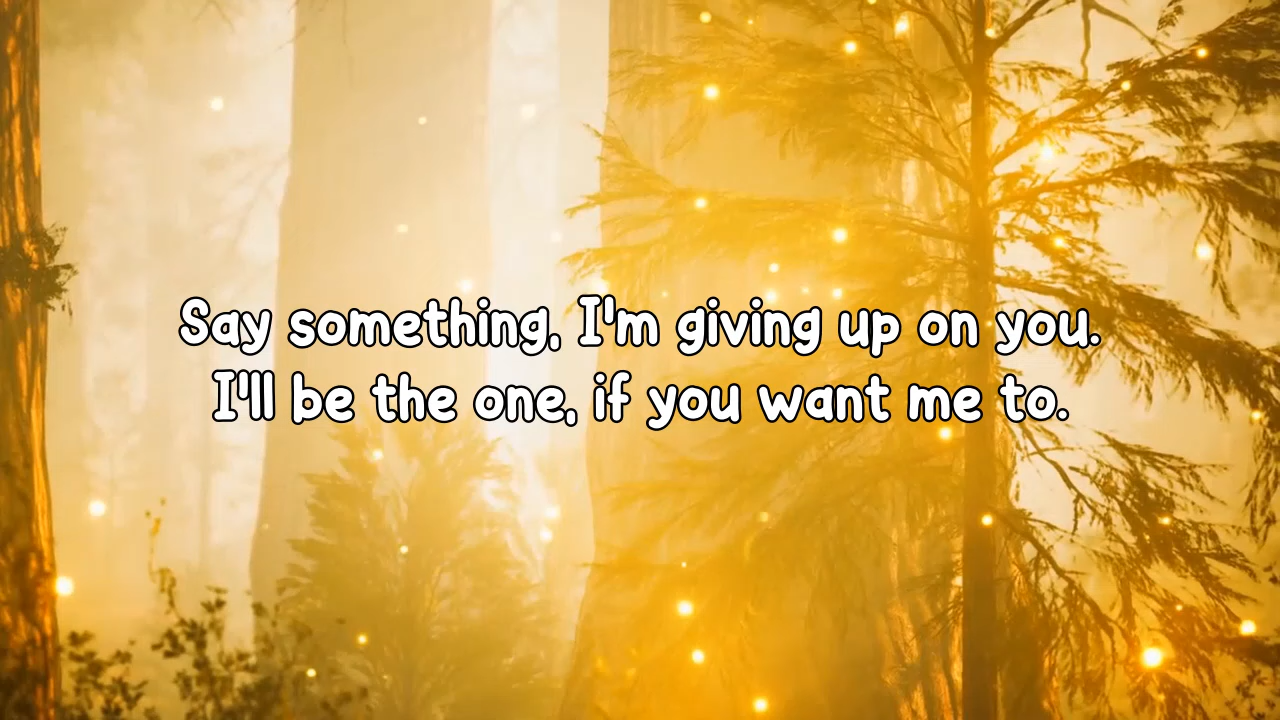 Say something, I'm giving up on you.
I'll be the one, if you want me to.